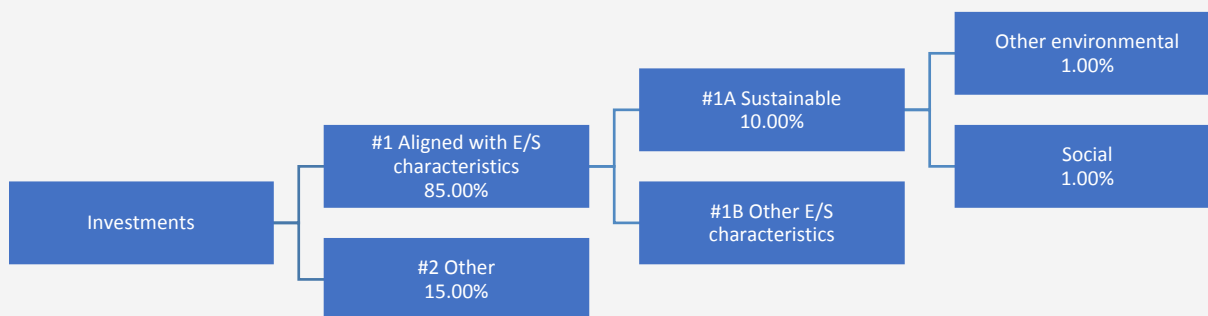 Investments
#1 Aligned with E/S
characteristics
85.00%
#2 Other
15.00%
#1A Sustainable
10.00%
#1B Other E/S
characteristics
Other environmental
1.00%
Social
1.00%